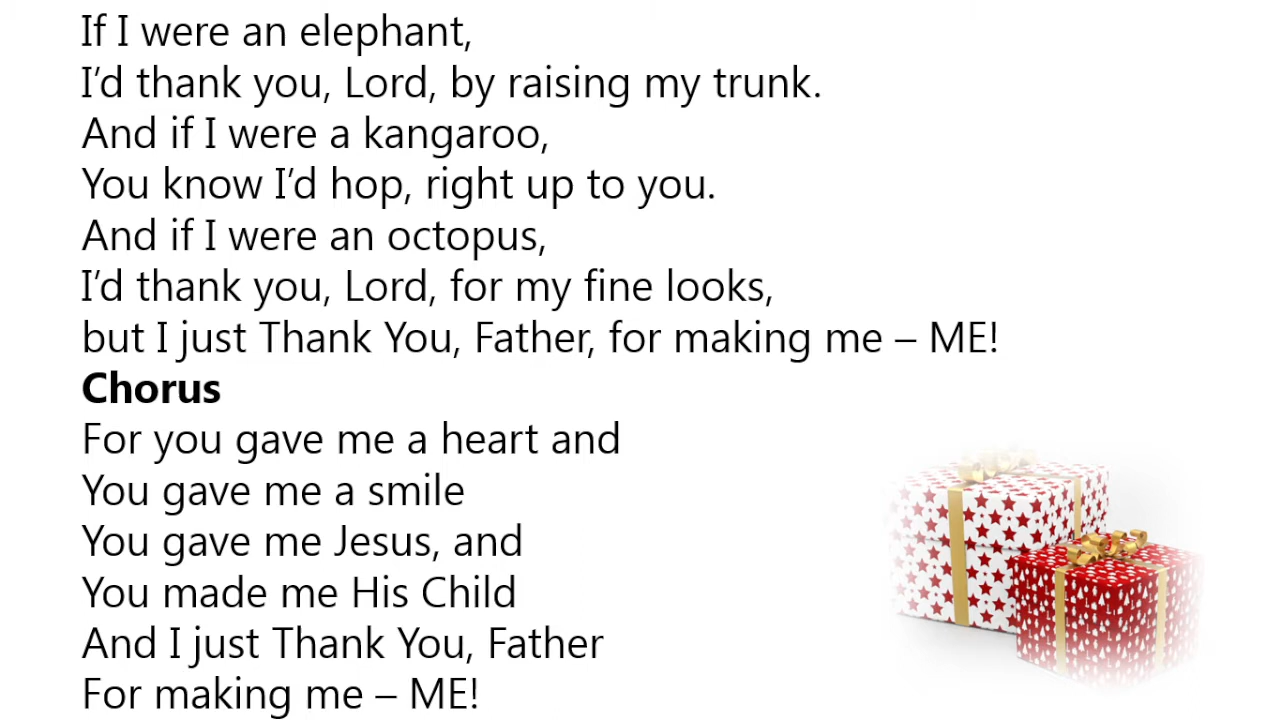 If I were an elephant,
I’d thank you, Lord, by raising my trunk.
And if I were a kangaroo,
You know I’d hop, right up to you.
And if I were an octopus,
I’d thank you, Lord, for my fine looks,
but I just Thank You, Father, for making me – ME!
Chorus
For you gave me a heart and
You gave me a smile
You gave me Jesus, and
You made me His Child
And I just Thank You, Father
For making me – ME!